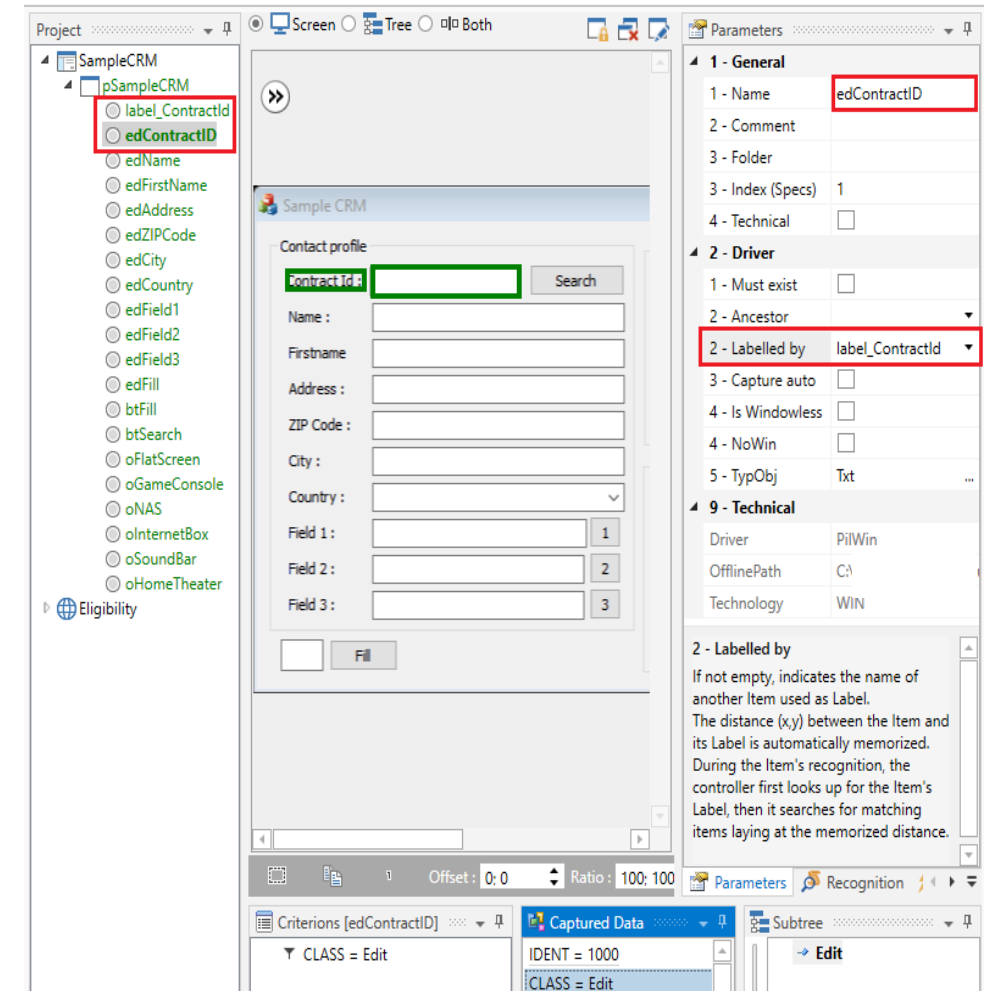 Project
Screen Tree Both
Parameters
SampleCRM
pSampleCRM
label_ContractId
edContractID
edName
edFirstName
edAddress
edZIPCode
edCity
edCountry
edField1
edField2
edField3
edFill
btFill
btSearch
oFlatScreen
oGameConsole
oNAS
oInternetBox
oSoundBar
oHomeTheater
Eligibility
Sample CRM
Contact profile
Contract Id :
Search
Name :
Firstname
Address :
ZIP Code :
City :
Country :
Field 1 :
1
Field 2 :
2
Field 3 :
3
Fill
Offset : 0; 0 Ratio : 100; 100
1 - General
1 - Name edContractID
2 - Comment
3 - Folder
3 - Index (Specs) 1
4 - Technical
2 - Driver
1 - Must exist
2 - Ancestor
2 - Labelled by label_ContractId
3 - Capture auto
4 - Is Windowless
4 - NoWin
5 - TypObj Txt ...
9 - Technical
Driver PilWin
OfflinePath C:\
Technology WIN
2 - Labelled by
If not empty, indicates the name of
another Item used as Label.
The distance (x,y) between the Item and
its Label is automatically memorized.
During the Item's recognition, the
controller first looks up for the Item's
Label, then it searches for matching
items laying at the memorized distance.
Parameters Recognition
Criterions [edContractID]
CLASS = Edit
Captured Data
IDENT = 1000
CLASS = Edit
Subtree
Edit